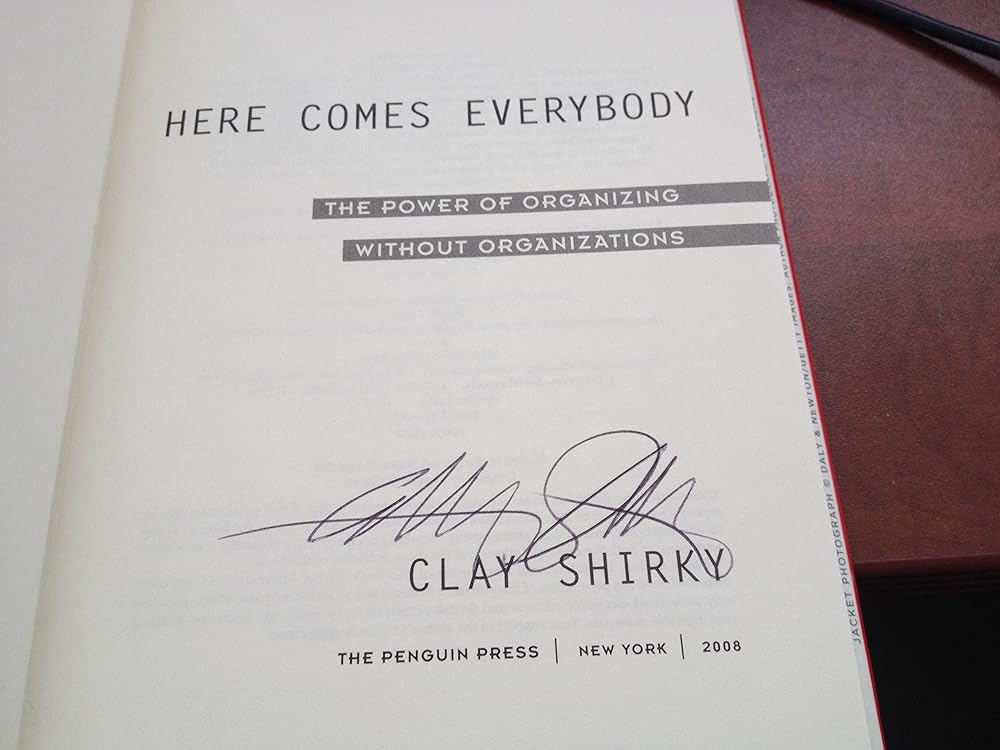 HERE COMES EVERYBODY
THE POWER OF ORGANIZING
WITHOUT ORGANIZATIONS
CLAY SHIRKY
THE PENGUIN PRESS | NEW YORK | 2008
JACKET PHOTOGRAPH © DALY & NEWTON/GETTY IMAGES